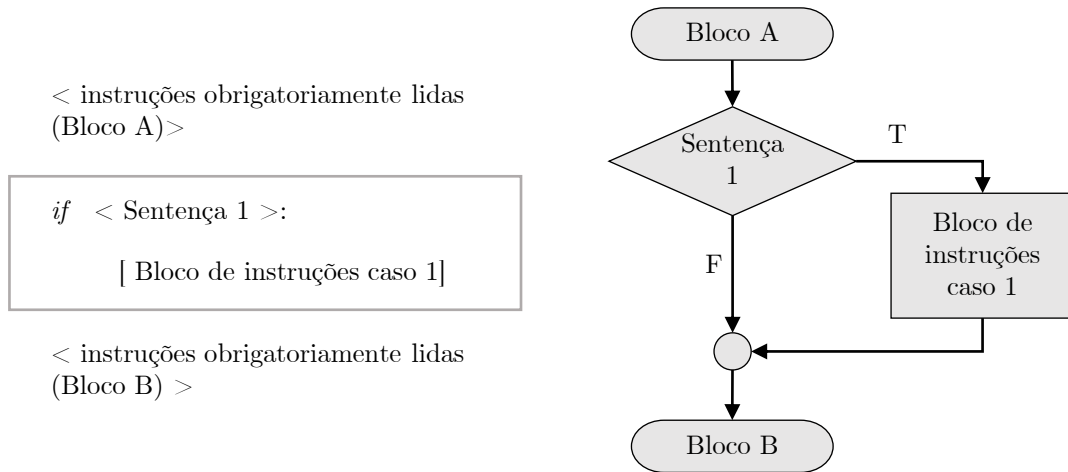 < instruções obrigatoriamente lidas
(Bloco A)>
if < Sentença 1 >:
[ Bloco de instruções caso 1]
< instruções obrigatoriamente lidas
(Bloco B) >
Bloco A
Sentença
1
T
F
Bloco de
instruções
caso 1
Bloco B